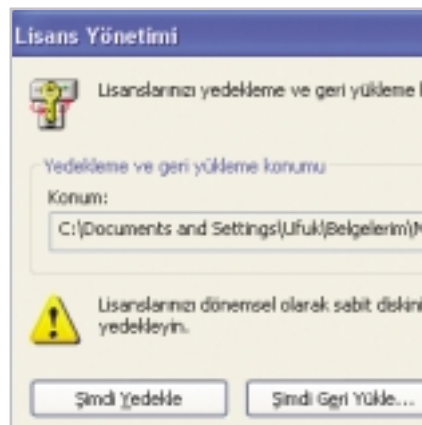 Lisans Yönetimi
Lisanslarınızı yedekleme ve geri yükleme
Yedekleme ve geri yükleme konumu
Konum:
C:\Documents and Settings\Ufuk\Belgelerim\
Lisanslarınızı dönemsel olarak sabit
yedekleyin.
Şimdi Yedekle
Şimdi Geri Yükle...